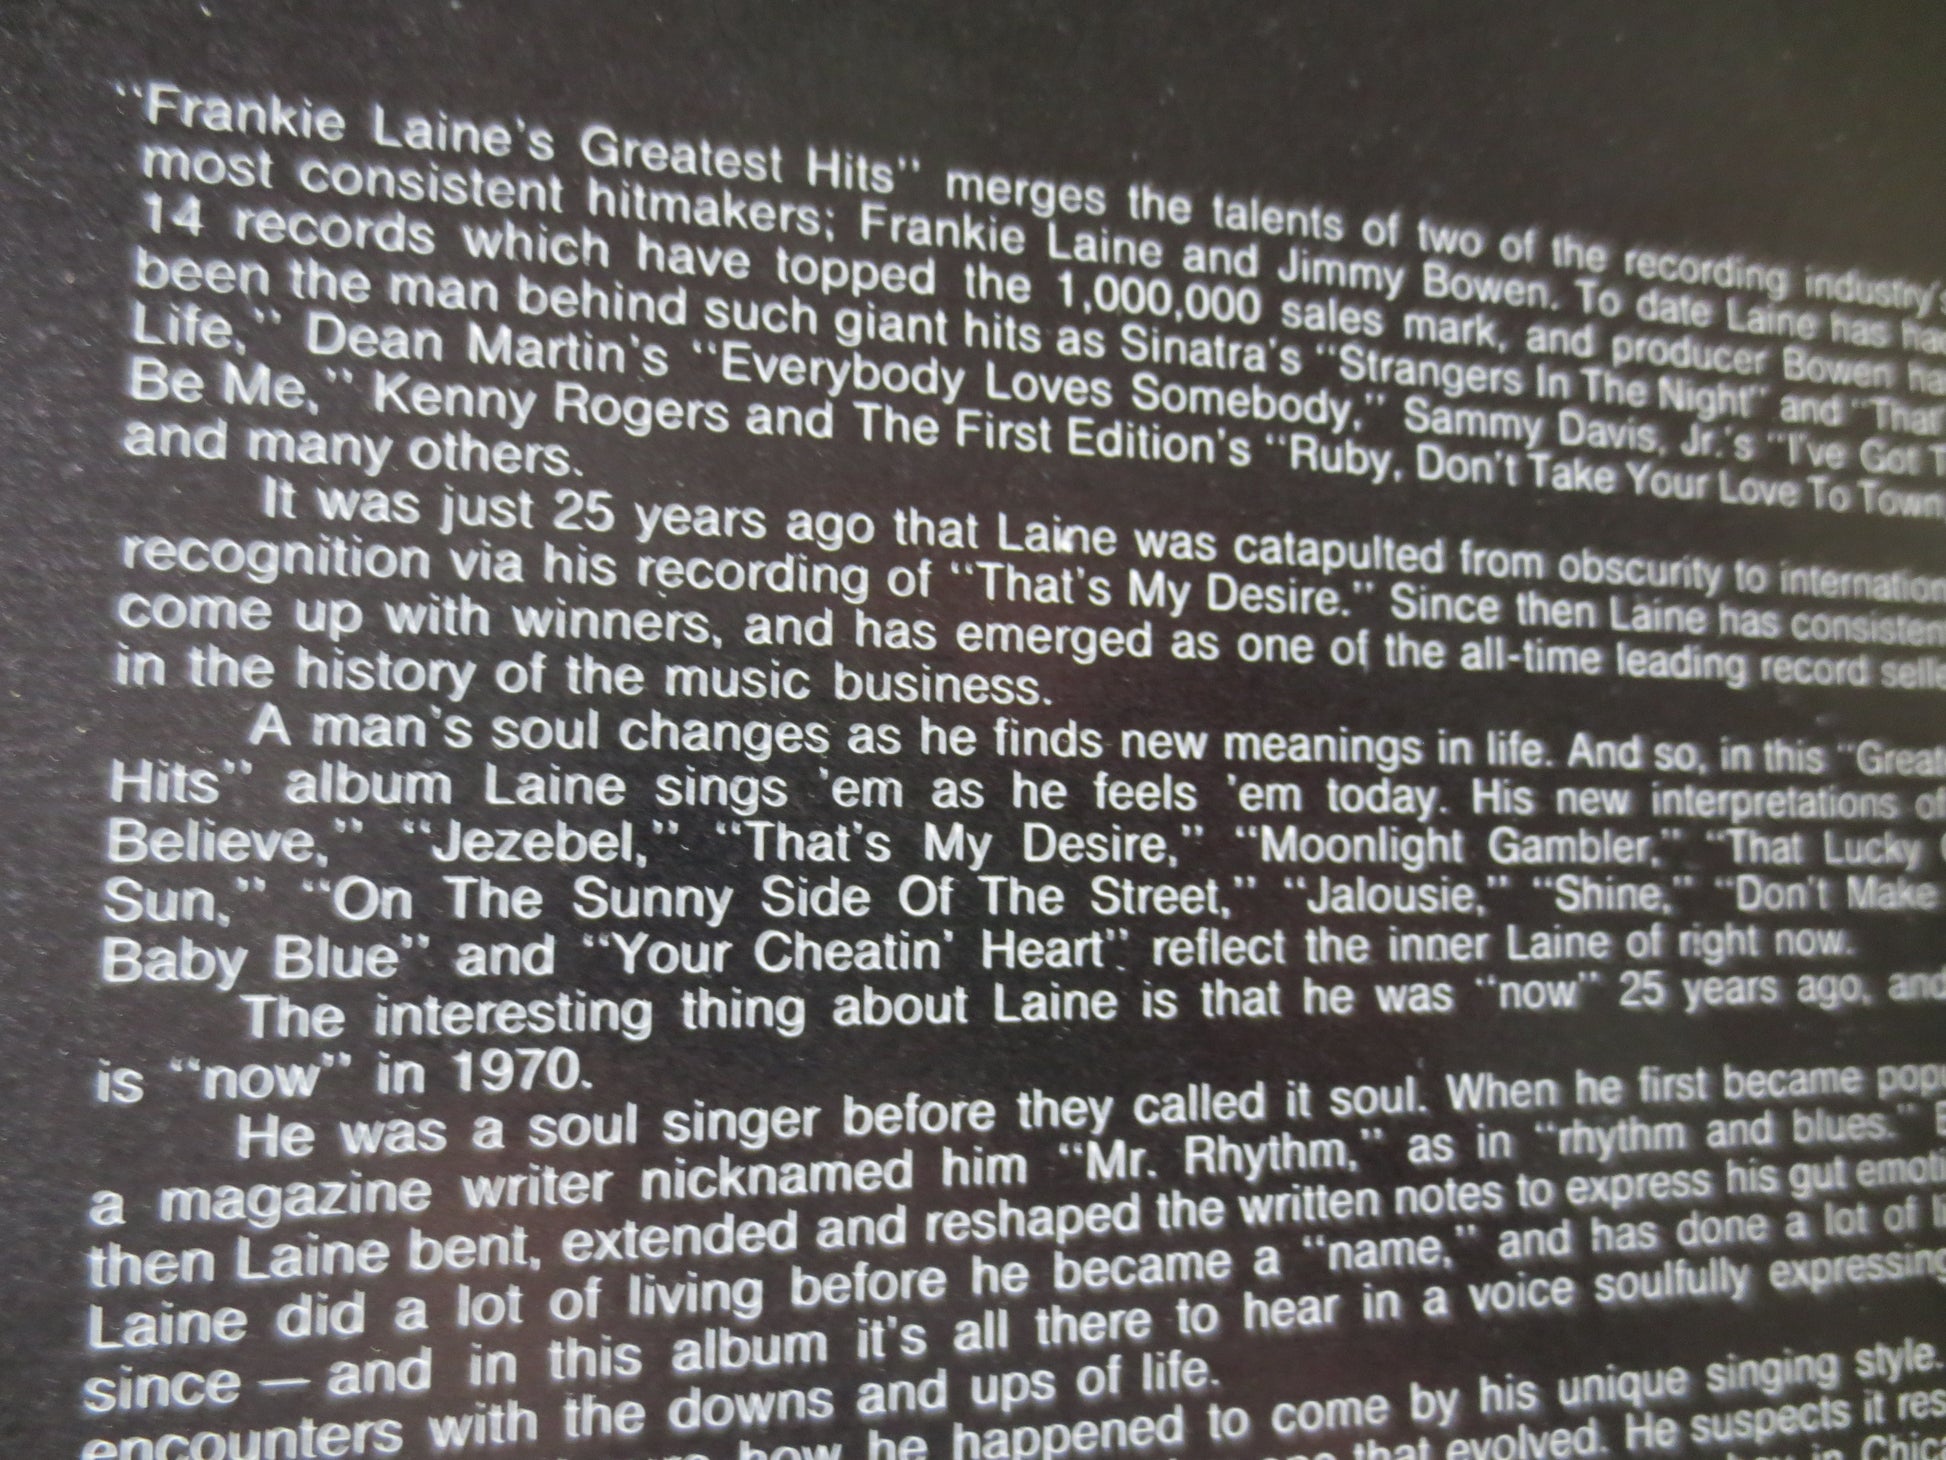 "Frankie Laine's Greatest Hits" merges the talents of two of the recording industry's
most consistent hitmakers; Frankie Laine and Jimmy Bowen. To date Laine has had
14 records which have topped the 1,000,000 sales mark, and producer Bowen has
been the man behind such giant hits as Sinatra's "Strangers In The Night" and "That's
Life," Dean Martin's "Everybody Loves Somebody," Sammy Davis, Jr.'s "I've Got
Be Me," Kenny Rogers and The First Edition's "Ruby, Don't Take Your Love To Town
and many others.
It was just 25 years ago that Laine was catapulted from obscurity to internation
recognition via his recording of "That's My Desire." Since then Laine has consisten
come up with winners, and has emerged as one of the all-time leading record selle
in the history of the music business.
A man's soul changes as he finds new meanings in life. And so, in this "Great
Hits" album Laine sings 'em as he feels 'em today. His new interpretations of
Believe," "Jezebel," "That's My Desire," "Moonlight Gambler," "That Lucky
Sun," "On The Sunny Side Of The Street," "Jalousie," "Shine," "Don't Make
Baby Blue" and "Your Cheatin' Heart" reflect the inner Laine of right now.
The interesting thing about Laine is that he was "now" 25 years ago, and
is "now" in 1970.
He was a soul singer before they called it soul. When he first became popu
a magazine writer nicknamed him "Mr. Rhythm," as in "rhythm and blues."
then Laine bent, extended and reshaped the written notes to express his gut emoti
Laine did a lot of living before he became a "name," and has done a lot of
since — and in this album it's all there to hear in a voice soulfully expressing
encounters with the downs and ups of life.
how he happened to come by his unique singing style.
one that evolved. He suspects it res
in Chica